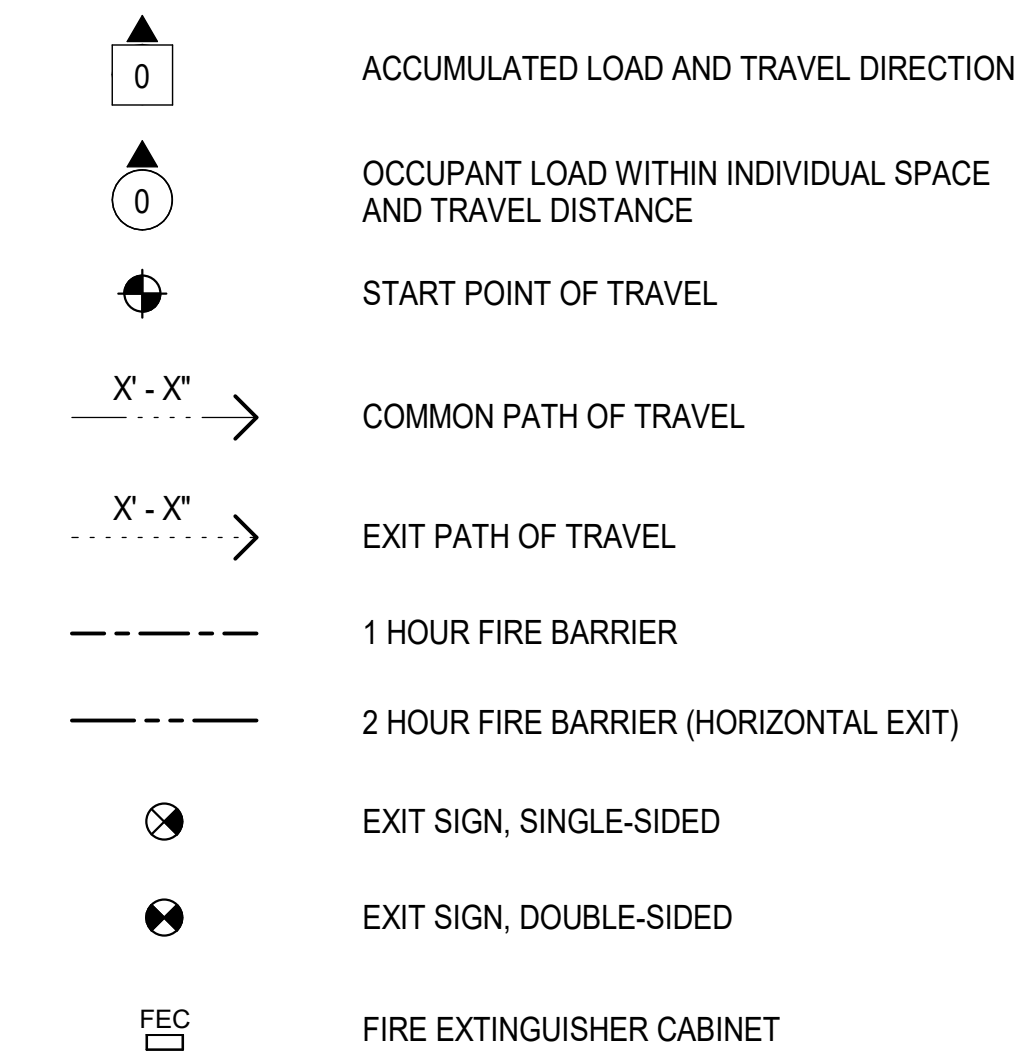 0
ACCUMULATED LOAD AND TRAVEL DIRECTION
0
OCCUPANT LOAD WITHIN INDIVIDUAL SPACE
AND TRAVEL DISTANCE
START POINT OF TRAVEL
X' - X"
COMMON PATH OF TRAVEL
X' - X"
EXIT PATH OF TRAVEL
1 HOUR FIRE BARRIER
2 HOUR FIRE BARRIER (HORIZONTAL EXIT)
EXIT SIGN, SINGLE-SIDED
EXIT SIGN, DOUBLE-SIDED
FEC
FIRE EXTINGUISHER CABINET